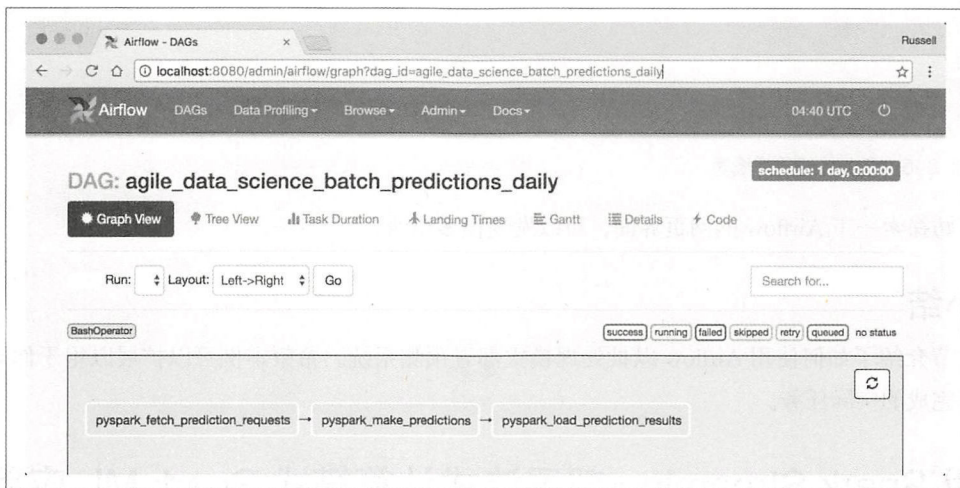 Airflow - DAGs
Russell
localhost:8080/admin/airflow/graph?dag_id=agile_data_science_batch_predictions_daily
Airflow DAGs Data Profiling Browse Admin Docs 04:40 UTC
DAG: agile_data_science_batch_predictions_daily
schedule: 1 day, 0:00:00
Graph View Tree View Task Duration Landing Times Gantt Details Code
Run: Layout: Left->Right Go Search for...
BashOperator success running failed skipped retry queued no status
pyspark_fetch_prediction_requests pyspark_make_predictions pyspark_load_prediction_results